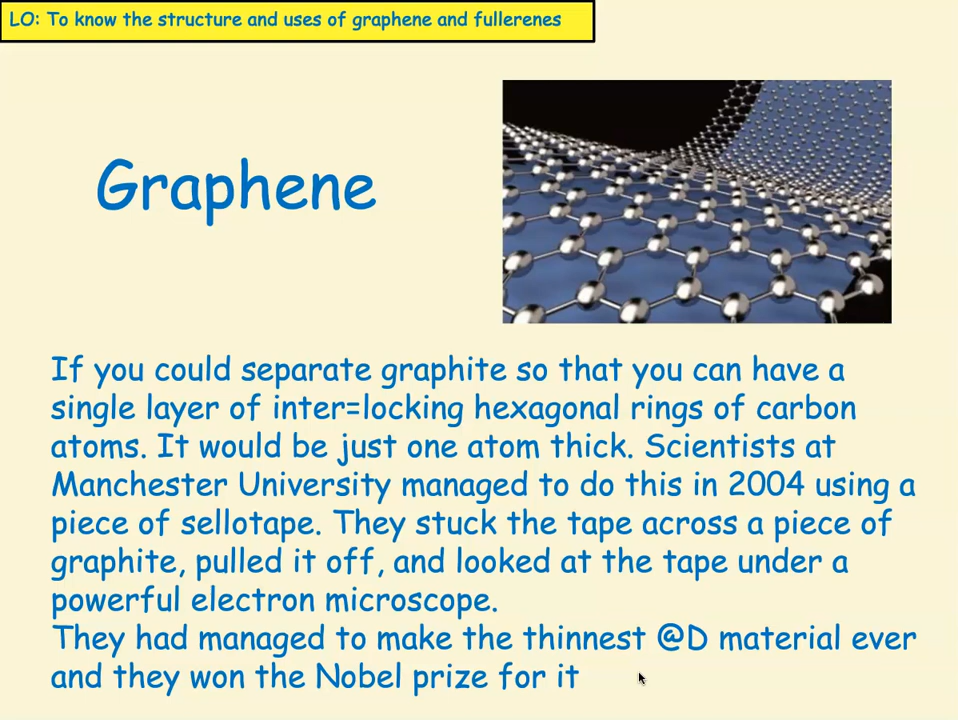 LO: To know the structure and uses of graphene and fullerenes
Graphene
If you could separate graphite so that you can have a
single layer of inter=locking hexagonal rings of carbon
atoms. It would be just one atom thick. Scientists at
Manchester University managed to do this in 2004 using a
piece of sellotape. They stuck the tape across a piece of
graphite, pulled it off, and looked at the tape under a
powerful electron microscope.
They had managed to make the thinnest @D material ever
and they won the Nobel prize for it